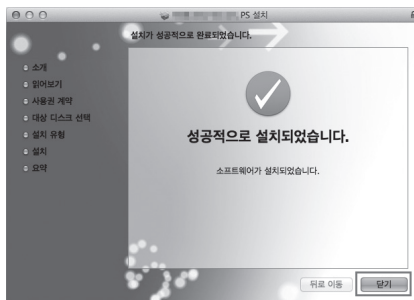 PS 설치
설치가 성공적으로 완료되었습니다.
소개
읽어보기
사용권 계약
대상 디스크 선택
설치 유형
설치
요약
성공적으로 설치되었습니다.
소프트웨어가 설치되었습니다.
뒤로 이동
닫기